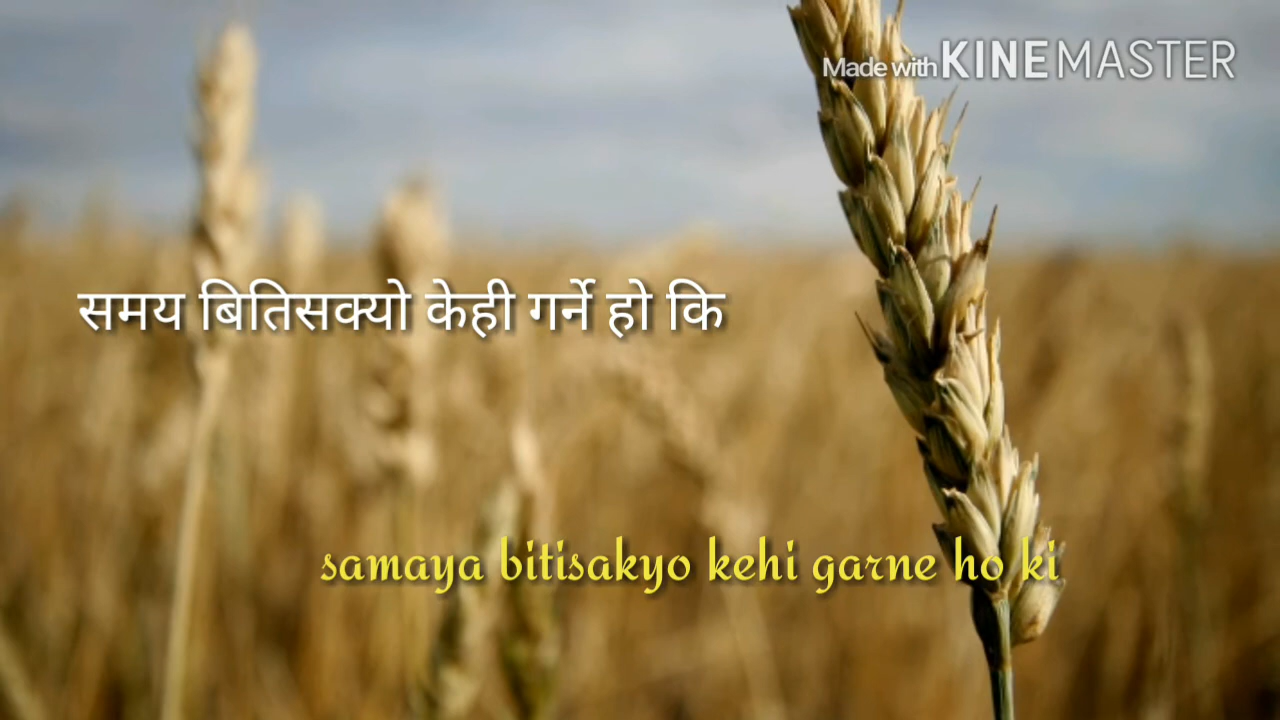 Made with KINEMASTER
समय बितिसक्यो केही गर्ने हो कि
samaya bitisakyo kehi garne ho ki